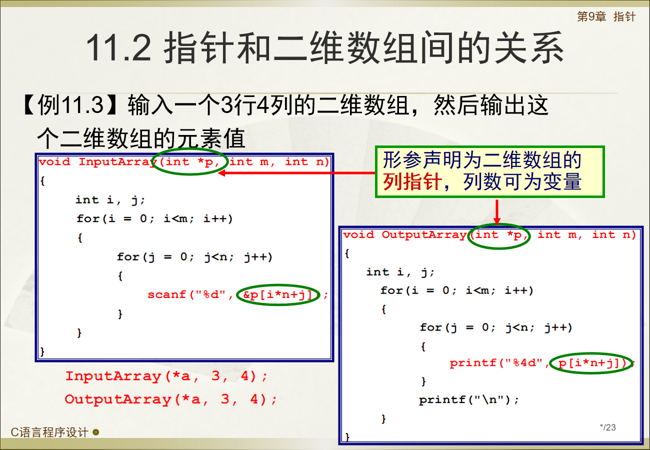 第9章 指针
11.2 指针和二维数组间的关系
【例11.3】输入一个3行4列的二维数组，然后输出这
个二维数组的元素值
void InputArray(int *p, int m, int n)
{
int i, j;
for(i = 0; i<m; i++)
{
for(j = 0; j<n; j++)
{
scanf("%d", &p[i*n+j]);
}
}
}
形参声明为二维数组的
列指针，列数可为变量
void OutputArray(int *p, int m, int n)
{
int i, j;
for(i = 0; i<m; i++)
{
for(j = 0; j<n; j++)
{
printf("%4d", p[i*n+j]);
}
printf("\n");
}
}
InputArray(*a, 3, 4);
OutputArray(*a, 3, 4);
C语言程序设计
*/23